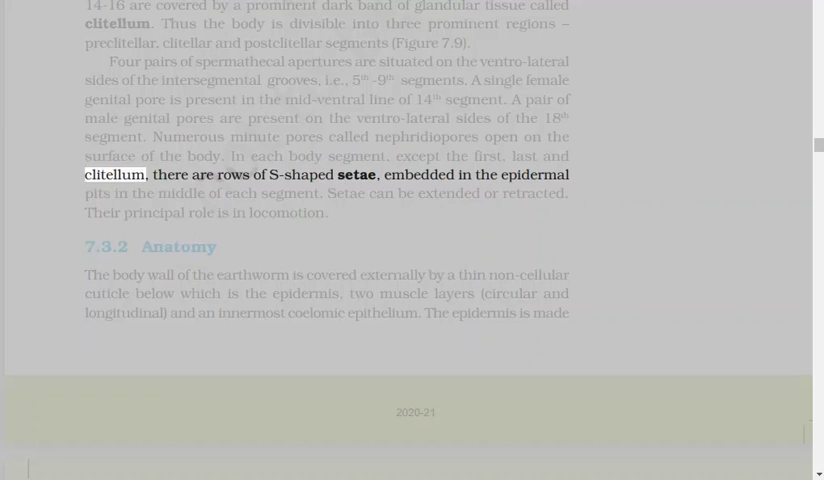 14-16 are covered by a prominent dark band of glandular tissue called
clitellum. Thus the body is divisible into three prominent regions –
preclitellar, clitellar and postclitellar segments (Figure 7.9).
Four pairs of spermathecal apertures are situated on the ventro-lateral
sides of the intersegmental grooves, i.e., 5th -9th segments. A single female
genital pore is present in the mid-ventral line of 14th segment. A pair of
male genital pores are present on the ventro-lateral sides of the 18th
segment. Numerous minute pores called nephridiopores open on the
surface of the body. In each body segment, except the first, last and
clitellum, there are rows of S-shaped setae, embedded in the epidermal
pits in the middle of each segment. Setae can be extended or retracted.
Their principal role is in locomotion.
7.3.2 Anatomy
The body wall of the earthworm is covered externally by a thin non-cellular
cuticle below which is the epidermis, two muscle layers (circular and
longitudinal) and an innermost coelomic epithelium. The epidermis is made
2020-21